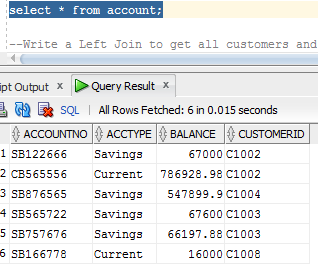 select * from account;
--Write a Left Join to get all customers and
ipt Output x Query Result x
SQL | All Rows Fetched: 6 in 0.015 seconds
ACCOUNTNO ACCTYPE BALANCE CUSTOMERID
1 SB122666 Savings 67000 C1002
2 CB565556 Current 786928.98 C1002
3 SB876565 Savings 547899.9 C1004
4 SB565722 Savings 67600 C1003
5 SB757676 Savings 66197.88 C1003
6 SB166778 Current 16000 C1008